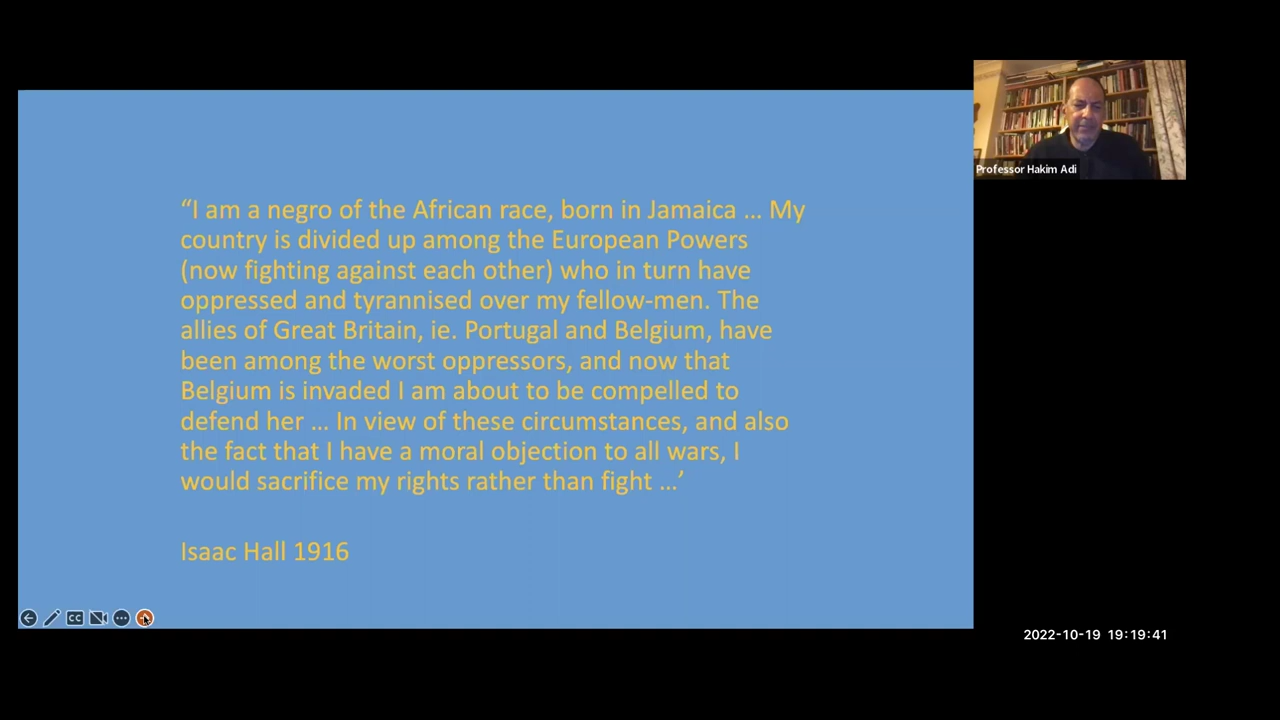 “I am a negro of the African race, born in Jamaica … My
country is divided up among the European Powers
(now fighting against each other) who in turn have
oppressed and tyrannised over my fellow-men. The
allies of Great Britain, ie. Portugal and Belgium, have
been among the worst oppressors, and now that
Belgium is invaded I am about to be compelled to
defend her … In view of these circumstances, and also
the fact that I have a moral objection to all wars, I
would sacrifice my rights rather than fight …’
Isaac Hall 1916
CC
Professor Hakim Adi
2022-10-19 19:19:41